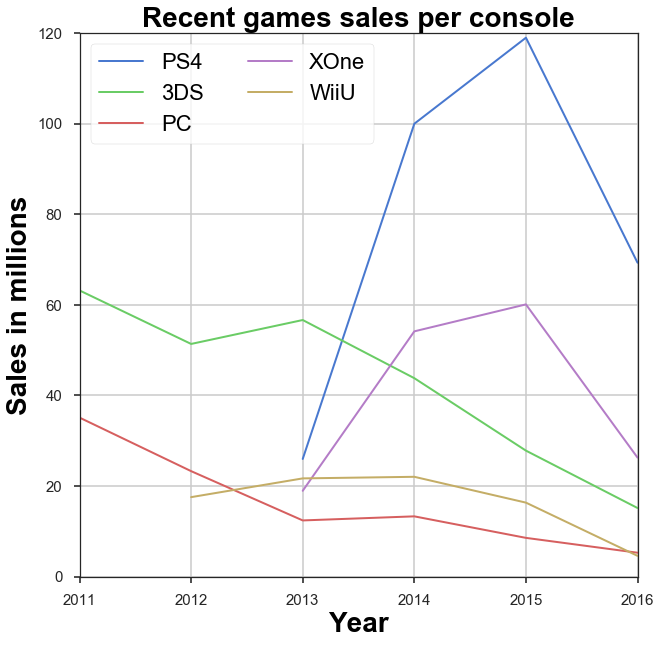 Recent games sales per console
PS4
3DS
PC
XOne
WiiU
Sales in millions
120
100
80
60
40
20
0
2011 2012 2013 2014 2015 2016
Year